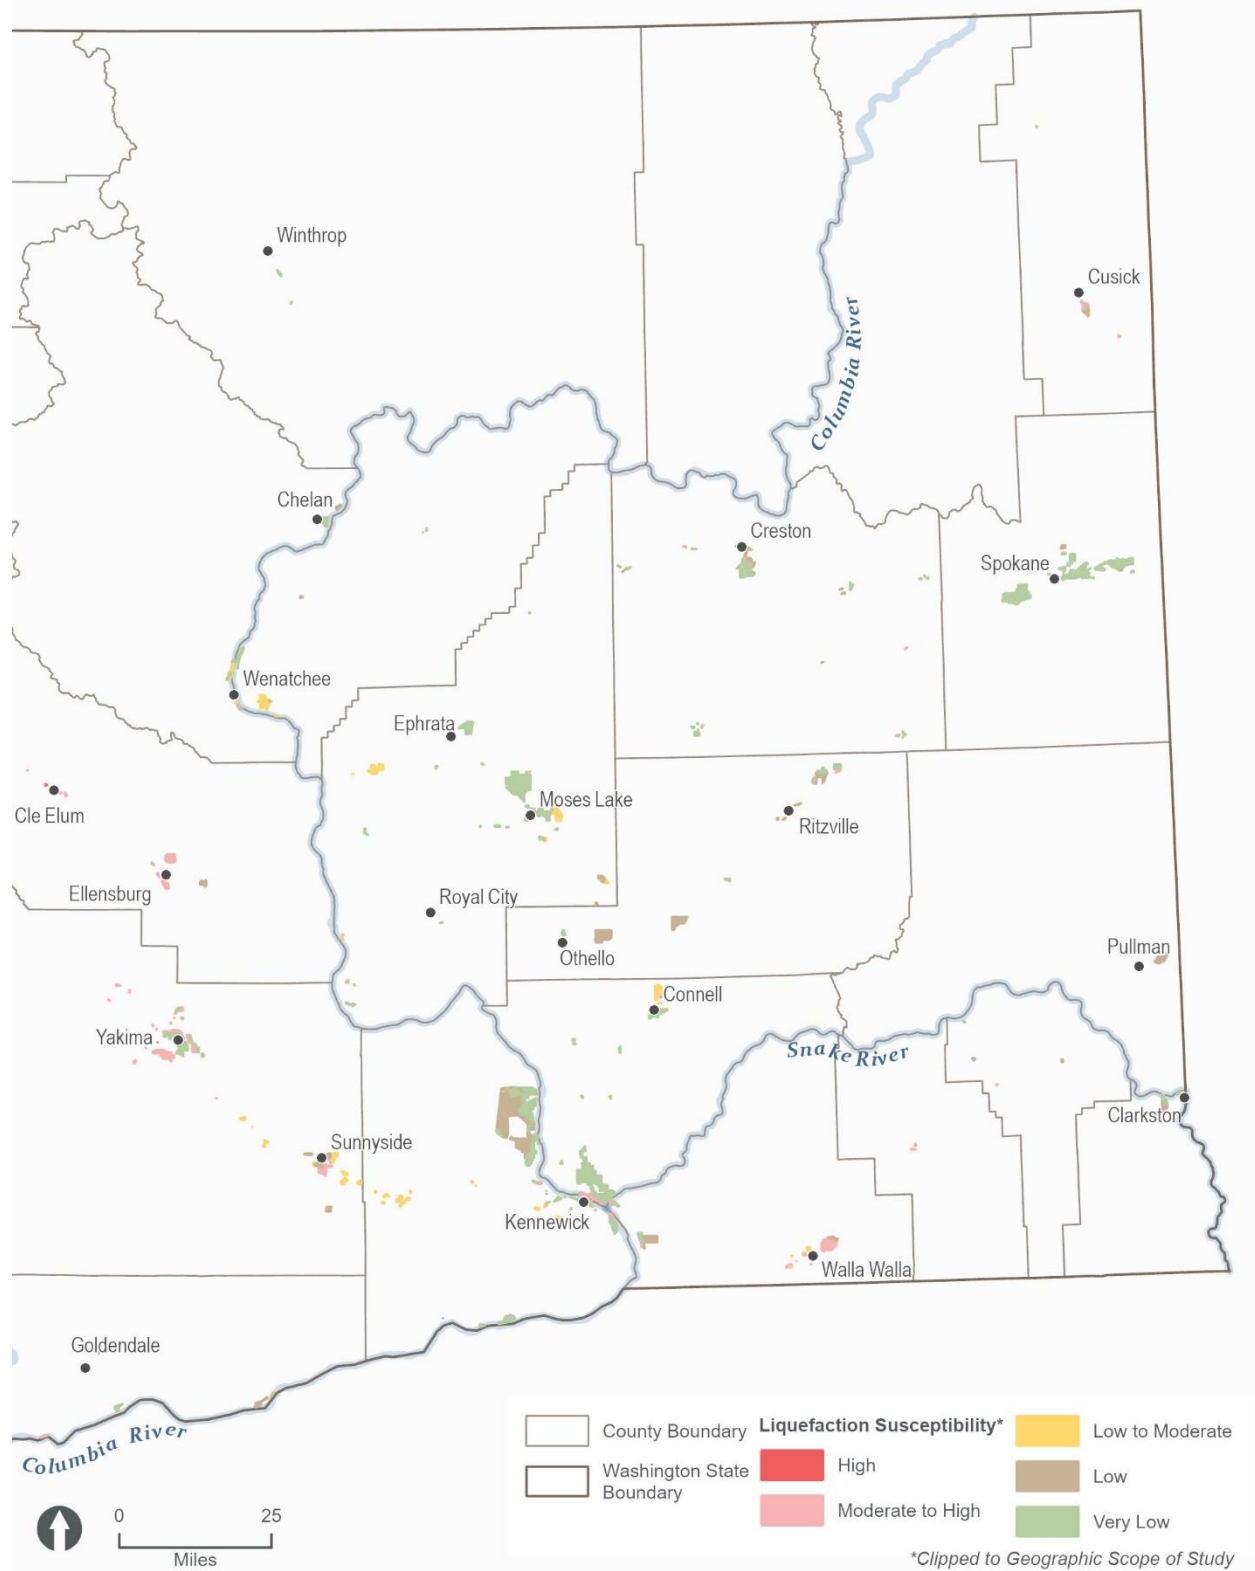 Winthrop
Cusick
Columbia River
Chelan
Creston
Spokane
Wenatchee
Ephrata
Moses Lake
Cle Elum
Ritzville
Ellensburg
Royal City
Othello
Pullman
Connell
Yakima
Snake River
Clarkston
Sunnyside
Kennewick
Walla Walla
Goldendale
Columbia River
County Boundary
Washington State
Boundary
Liquefaction Susceptibility*
High
Moderate to High
Low to Moderate
Low
Very Low
0 25
Miles
*Clipped to Geographic Scope of Study